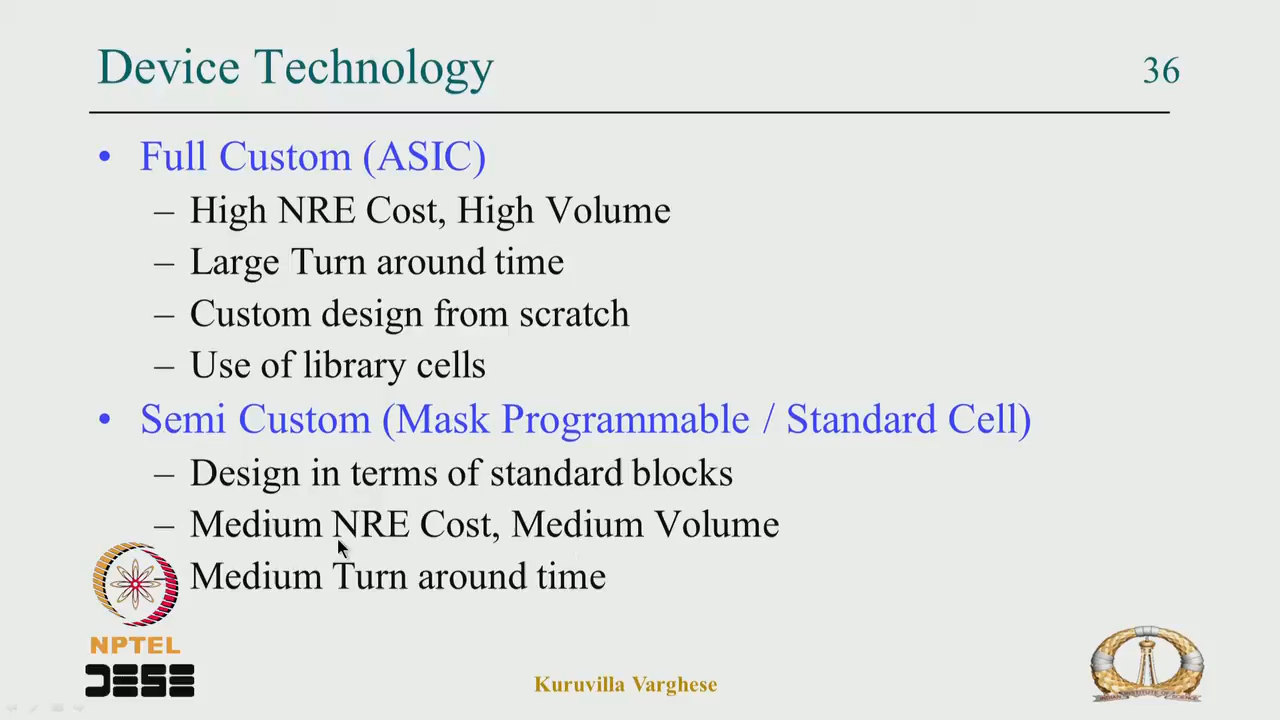 Device Technology 36
• Full Custom (ASIC)
– High NRE Cost, High Volume
– Large Turn around time
– Custom design from scratch
– Use of library cells
• Semi Custom (Mask Programmable / Standard Cell)
– Design in terms of standard blocks
– Medium NRE Cost, Medium Volume
– Medium Turn around time
NPTEL
DESE
Kuruvilla Varghese